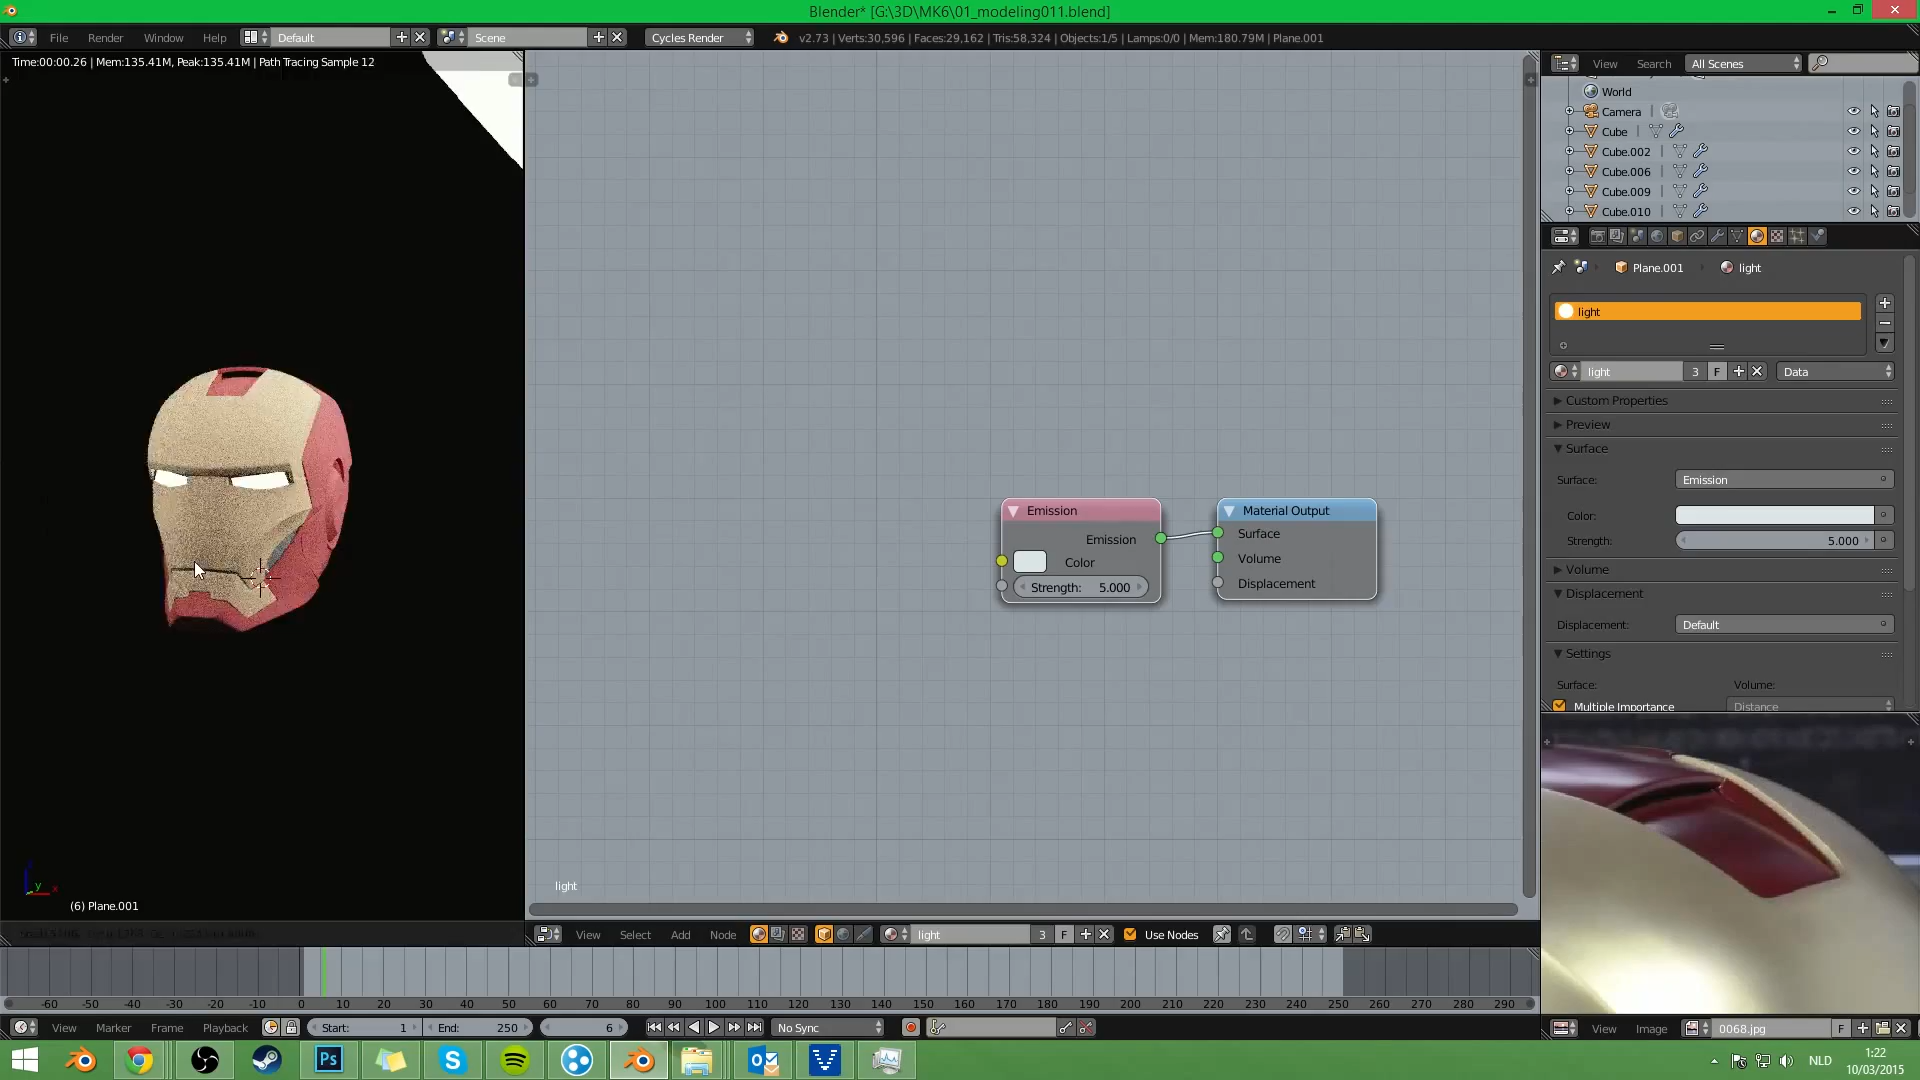 Blender* [G:\3D\MK6\01_modeling011.blend]
File Render Window Help Default Scene Cycles Render v2.73 | Verts:30,596 | Faces:29,162 | Tris:58,324 | Objects:1/5 | Lamps:0/0 | Mem:180.79M | Plane.001
Time:00:00.26 | Mem:135.41M, Peak:135.41M | Path Tracing Sample 12
View Search All Scenes
World
Camera
Cube
Cube.002
Cube.006
Cube.009
Cube.010
Plane.001 light
light
light 3 F Data
Custom Properties
Preview
Surface
Surface: Emission
Color:
Strength: 5.000
Volume
Displacement
Displacement: Default
Settings
Surface: Volume:
Multiple Importance Distance
Emission
Emission
Color
Strength: 5.000
Material Output
Surface
Volume
Displacement
light
y x
(6) Plane.001
View Select Add Node light 3 F Use Nodes
-60 -50 -40 -30 -20 -10 0 10 20 30 40 50 60 70 80 90 100 110 120 130 140 150 160 170 180 190 200 210 220 230 240 250 260 270 280 290
View Marker Frame Playback Start: 1 End: 250 6 No Sync
View Image 0068.jpg F
Ps S NLD
1:22
10/03/2015